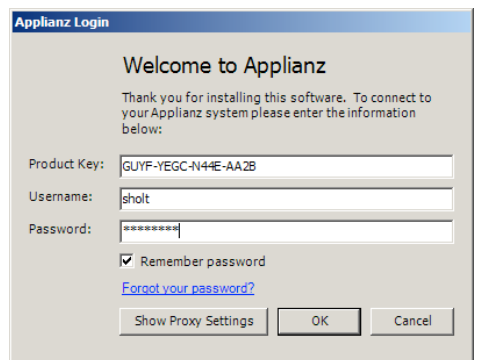 Applianz Login
Welcome to Applianz
Thank you for installing this software. To connect to
your Applianz system please enter the information
below:
Product Key: GUYF-YEGC-N44E-AA2B
Username: sholt
Password: ********
Remember password
Forgot your password?
Show Proxy Settings OK Cancel